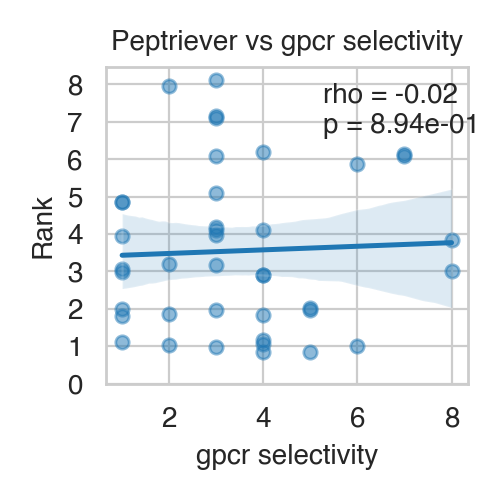 Peptriever vs gpcr selectivity
rho = -0.02
p = 8.94e-01
8
7
6
5
4
3
2
1
0
Rank
2 4 6 8
gpcr selectivity